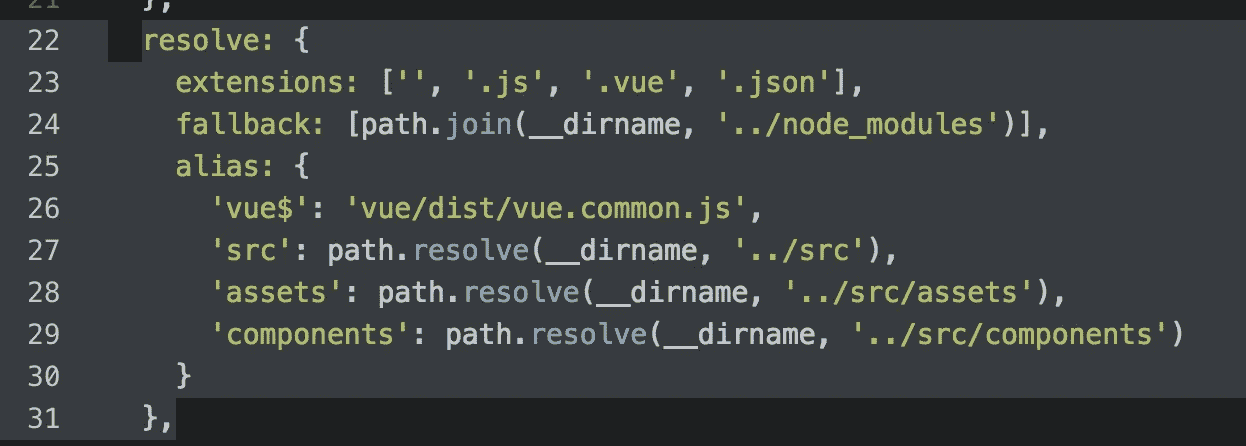 21 },
22 resolve: {
23 extensions: ['', '.js', '.vue', '.json'],
24 fallback: [path.join(__dirname, '../node_modules')],
25 alias: {
26 'vue$': 'vue/dist/vue.common.js',
27 'src': path.resolve(__dirname, '../src'),
28 'assets': path.resolve(__dirname, '../src/assets'),
29 'components': path.resolve(__dirname, '../src/components')
30 }
31 },